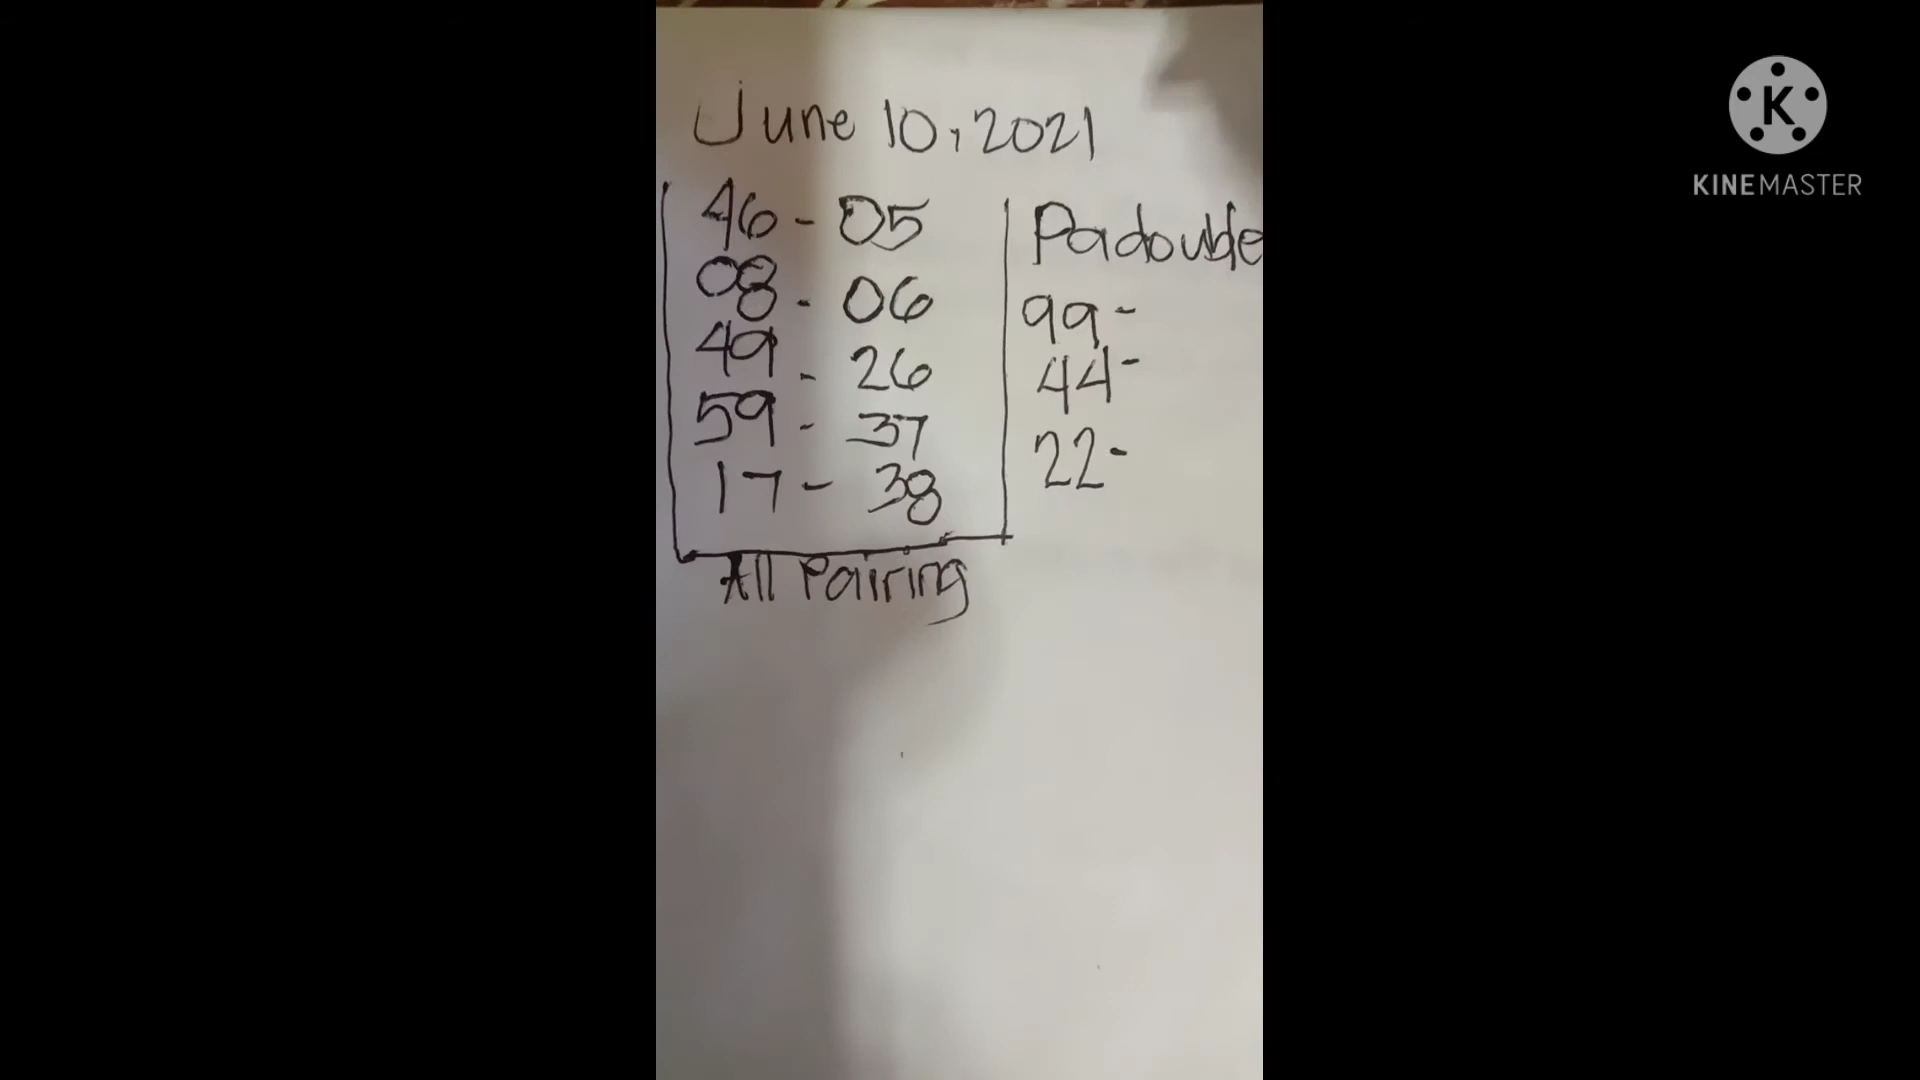 June 10, 2021
46 - 05
08 - 06
49 - 26
59 - 37
17 - 38
All Pairing
Padouble
99 -
44 -
22 -
K
KINEMASTER